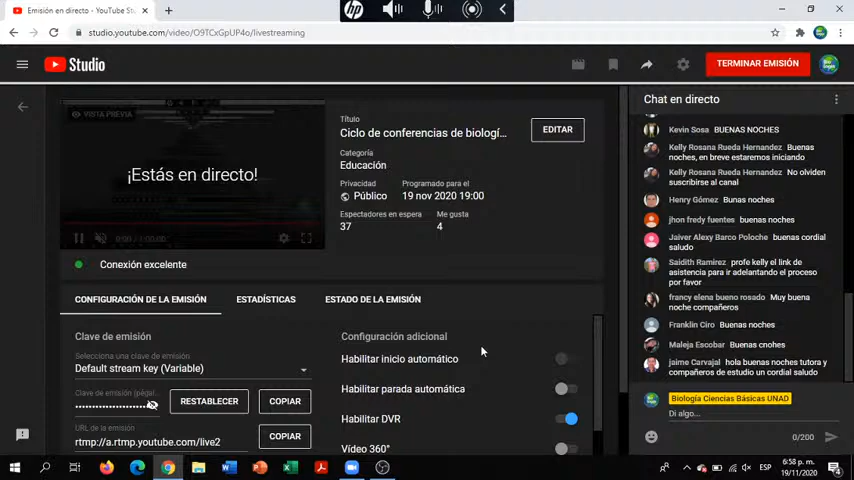 Emisión en directo - YouTube Stu
studio.youtube.com/video/O9TCxGpUP4o/livestreaming
Studio
TERMINAR EMISIÓN
VISTA PREVIA
¡Estás en directo!
0:00 / 1:00:00
Conexión excelente
Título
Ciclo de conferencias de biologí...
EDITAR
Categoría
Educación
Privacidad
Público
Programado para el
19 nov 2020 19:00
Espectadores en espera
37
Me gusta
4
CONFIGURACIÓN DE LA EMISIÓN
ESTADÍSTICAS
ESTADO DE LA EMISIÓN
Clave de emisión
Selecciona una clave de emisión
Default stream key (Variable)
Clave de emisión (pégal...
RESTABLECER
COPIAR
URL de la emisión
rtmp://a.rtmp.youtube.com/live2
COPIAR
Configuración adicional
Habilitar inicio automático
Habilitar parada automática
Habilitar DVR
Vídeo 360°
Chat en directo
Kevin Sosa BUENAS NOCHES
Kelly Rosana Rueda Hernandez Buenas
noches, en breve estaremos iniciando
Kelly Rosana Rueda Hernandez No olviden
suscribirse al canal
Henry Gómez Bunas noches
jhon fredy fuentes buenas noches
Jaiver Alexy Barco Poloche buenas cordial
saludo
Saidith Ramirez profe kelly el link de
asistencia para ir adelantando el proceso
por favor
francy elena bueno rosado Muy buena
noche compañeros
Franklin Ciro Buenas noches
Maleja Escobar Buenas cnoches
jaime Carvajal hola buenos noches tutora y
compañeros de estudio un cordial saludo
Biología Ciencias Básicas UNAD
Di algo...
0/200
ESP
6:58 p. m.
19/11/2020
4